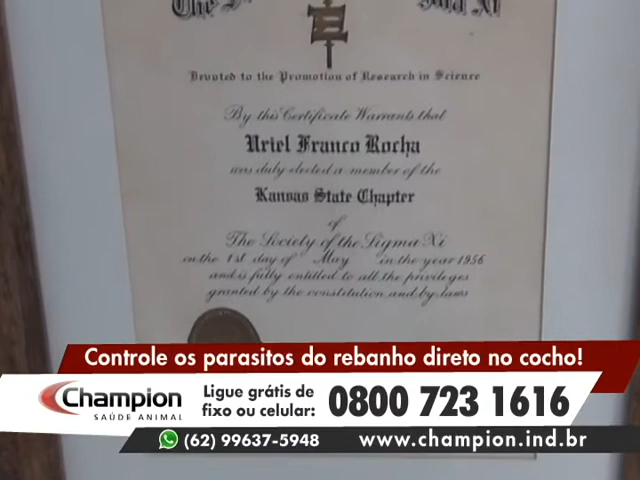 The
Sigma Xi
Devoted to the Promotion of Research in Science
By this Certificate Warrants that
Uriel Franco Rocha
was duly elected a member of the
Kansas State Chapter
of
The Society of the Sigma Xi
on the 1st day of May in the year 1956
and is fully entitled to all the privileges
granted by the constitution and by-laws
Controle os parasitos do rebanho direto no cocho!
Champion
SAÚDE ANIMAL
Ligue grátis de
fixo ou celular:
0800 723 1616
(62) 99637-5948
www.champion.ind.br